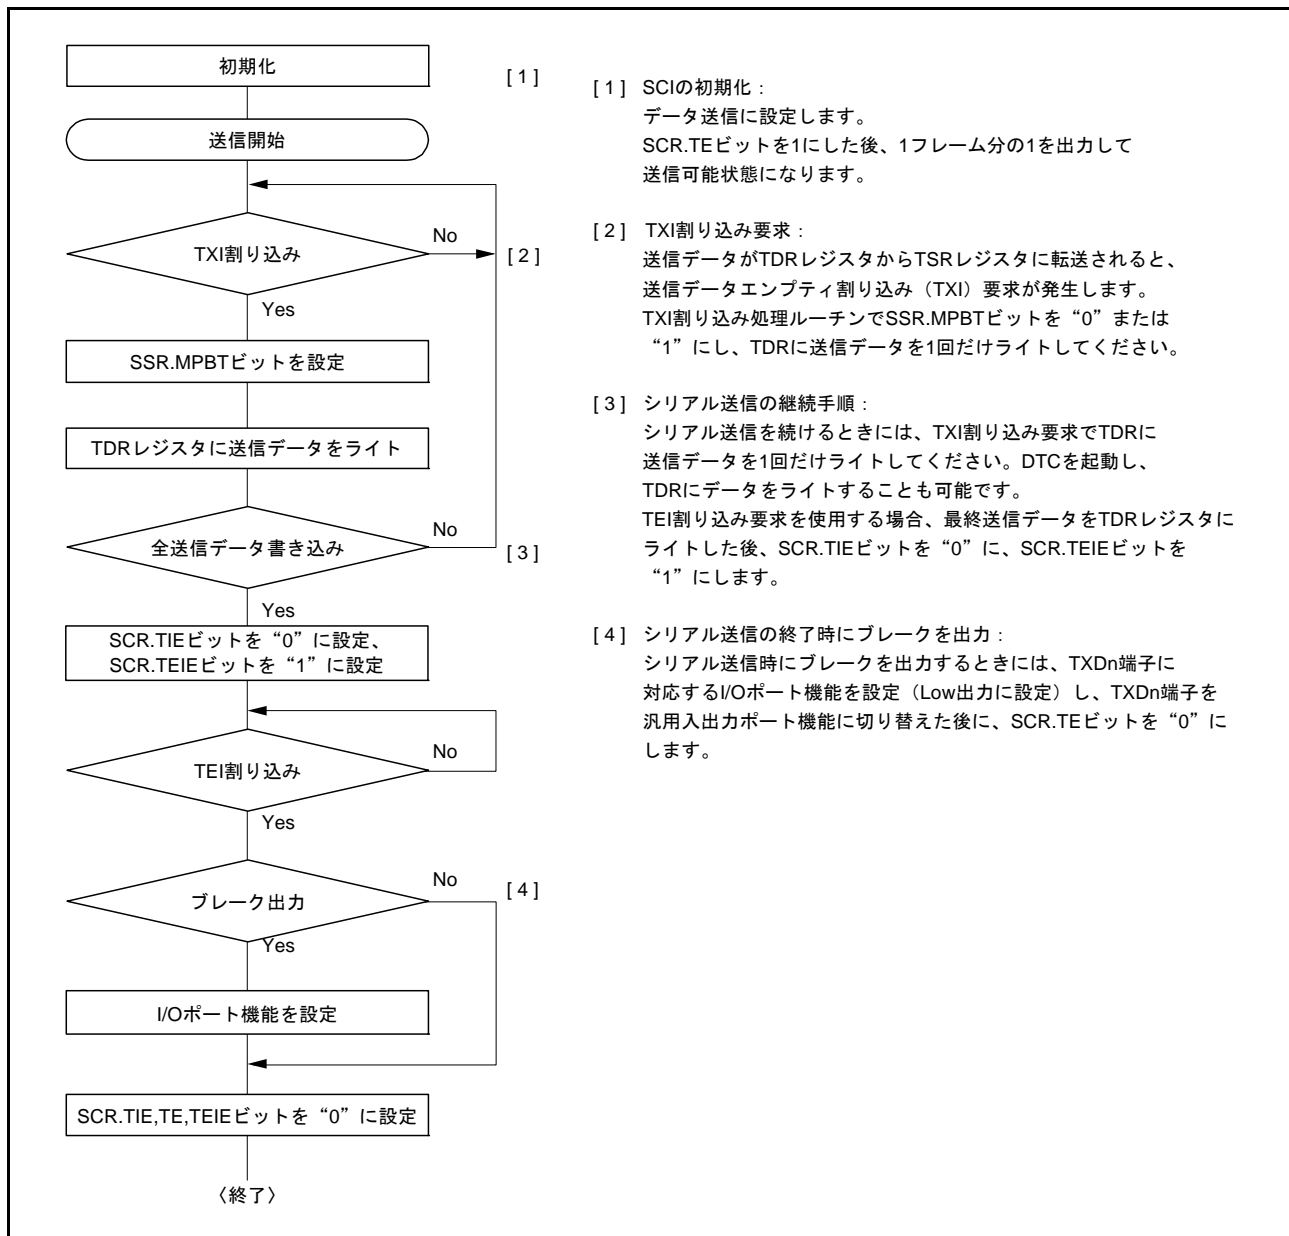 初期化
[ 1 ]
送信開始
TXI割り込み
No
[ 2 ]
Yes
SSR.MPBTビットを設定
TDRレジスタに送信データをライト
全送信データ書き込み
No
[ 3 ]
Yes
SCR.TIEビットを“0”に設定、
SCR.TEIEビットを“1”に設定
TEI割り込み
No
Yes
ブレーク出力
No
[ 4 ]
Yes
I/Oポート機能を設定
SCR.TIE,TE,TEIEビットを“0”に設定
〈終了〉
[ 1 ] SCIの初期化：
データ送信に設定します。
SCR.TEビットを1にした後、1フレーム分の1を出力して
送信可能状態になります。
[ 2 ] TXI割り込み要求：
送信データがTDRレジスタからTSRレジスタに転送されると、
送信データエンプティ割り込み（TXI）要求が発生します。
TXI割り込み処理ルーチンでSSR.MPBTビットを“0”または
“1”にし、TDRに送信データを1回だけライトしてください。
[ 3 ] シリアル送信の継続手順：
シリアル送信を続けるときには、TXI割り込み要求でTDRに
送信データを1回だけライトしてください。DTCを起動し、
TDRにデータをライトすることも可能です。
TEI割り込み要求を使用する場合、最終送信データをTDRレジスタに
ライトした後、SCR.TIEビットを“0”に、SCR.TEIEビットを
“1”にします。
[ 4 ] シリアル送信の終了時にブレークを出力：
シリアル送信時にブレークを出力するときには、TXDn端子に
対応するI/Oポート機能を設定（Low出力に設定）し、TXDn端子を
汎用入出力ポート機能に切り替えた後に、SCR.TEビットを“0”に
します。